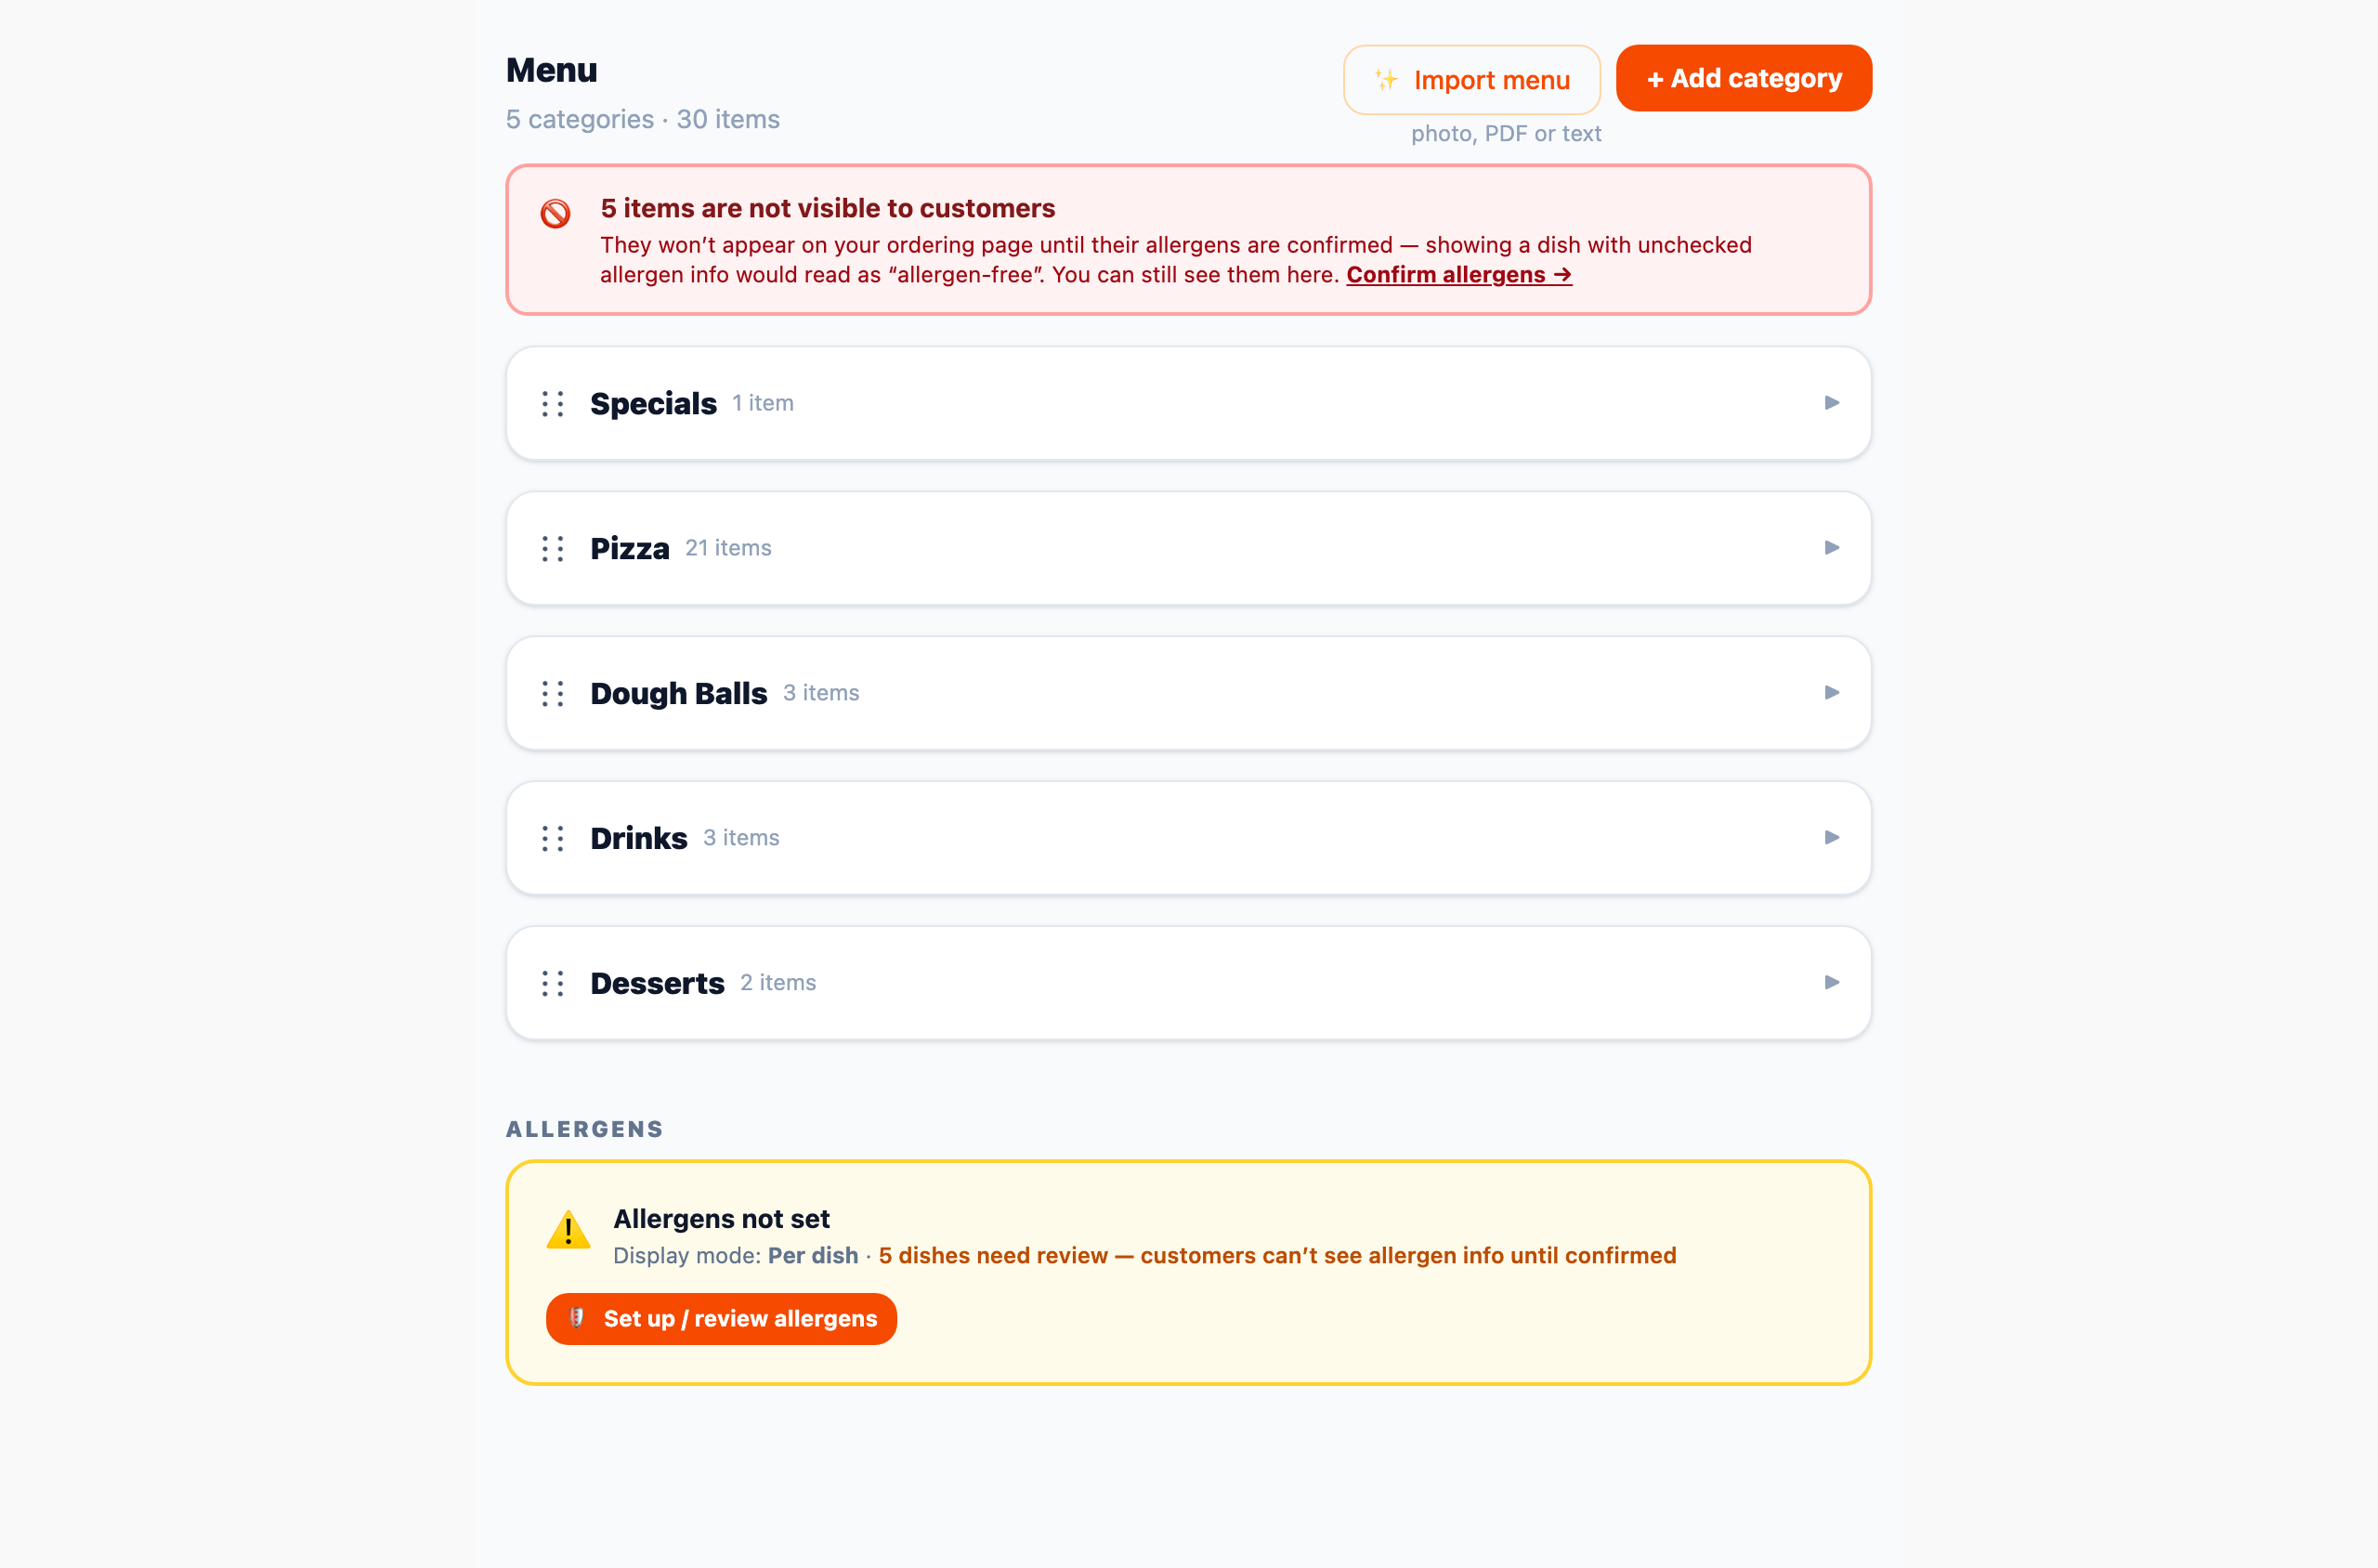 Menu
5 categories · 30 items
✨ Import menu
+ Add category
photo, PDF or text
5 items are not visible to customers
They won’t appear on your ordering page until their allergens are confirmed — showing a dish with unchecked
allergen info would read as “allergen-free”. You can still see them here. Confirm allergens →
Specials 1 item
Pizza 21 items
Dough Balls 3 items
Drinks 3 items
Desserts 2 items
ALLERGENS
Allergens not set
Display mode: Per dish · 5 dishes need review — customers can’t see allergen info until confirmed
Set up / review allergens